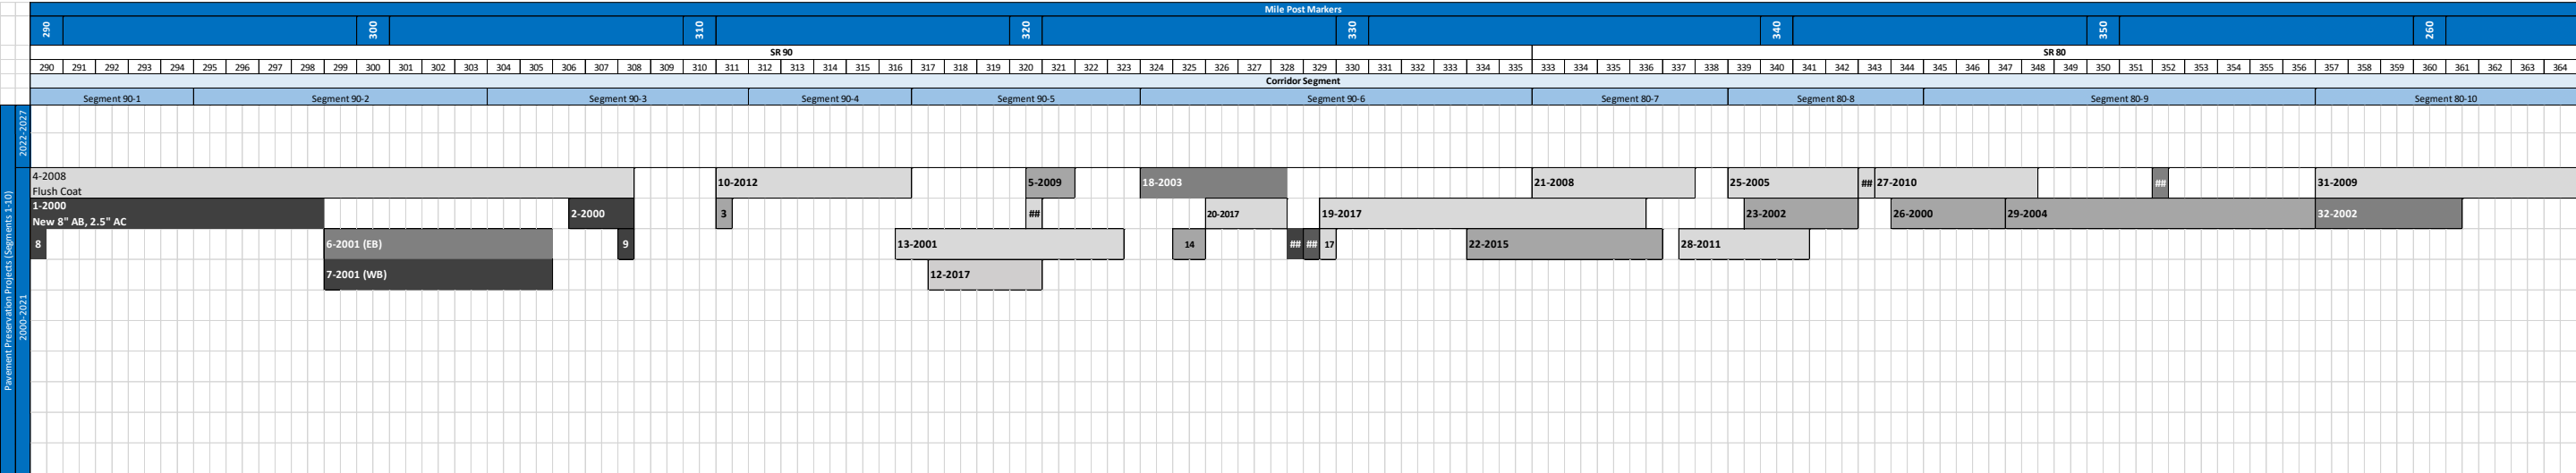 Mile Post Markers
290 300 310 320 330 340 350 260
SR 90 SR 80
290 291 292 293 294 295 296 297 298 299 300 301 302 303 304 305 306 307 308 309 310 311 312 313 314 315 316 317 318 319 320 321 322 323 324 325 326 327 328 329 330 331 332 333 334 335 333 334 335 336 337 338 339 340 341 342 343 344 345 346 347 348 349 350 351 352 353 354 355 356 357 358 359 360 361 362 363 364
Corridor Segment
Segment 90-1 Segment 90-2 Segment 90-3 Segment 90-4 Segment 90-5 Segment 90-6 Segment 80-7 Segment 80-8 Segment 80-9 Segment 80-10
Pavement Preservation Projects (Segments 1-10)
2022-2027
2000-2021
4-2008
Flush Coat
10-2012 5-2009 18-2003 21-2008 25-2005 ## 27-2010 ## 31-2009
1-2000
New 8" AB, 2.5" AC
2-2000 3 ## 20-2017 19-2017 23-2002 26-2000 29-2004 32-2002
8 6-2001 (EB) 9 13-2001 14 ## ## 17 22-2015 28-2011
7-2001 (WB) 12-2017